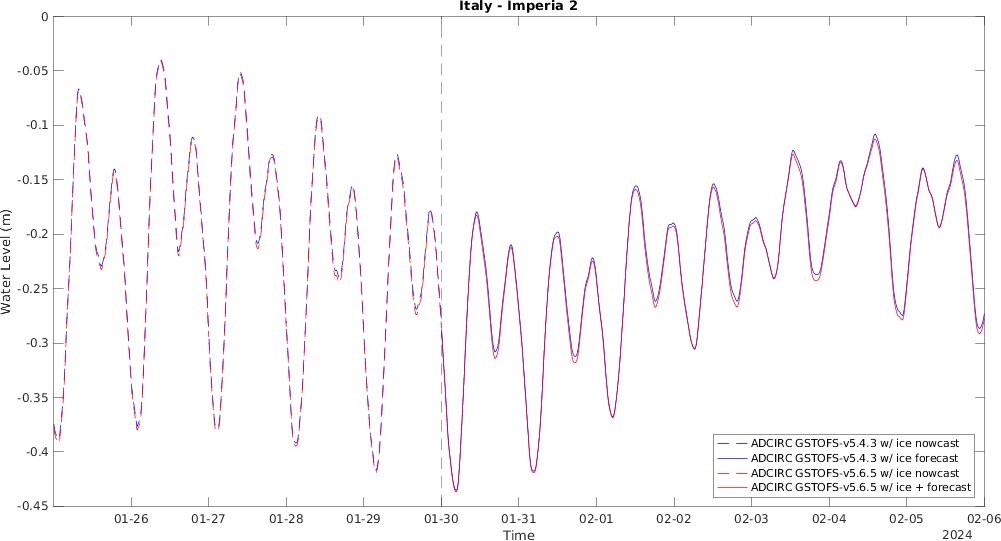 Italy - Imperia 2
0
-0.05
-0.1
-0.15
-0.2
-0.25
-0.3
-0.35
-0.4
-0.45
Water Level (m)
01-26 01-27 01-28 01-29 01-30 01-31 02-01 02-02 02-03 02-04 02-05 02-06
Time
2024
ADCIRC GSTOFS-v5.4.3 w/ ice nowcast
ADCIRC GSTOFS-v5.4.3 w/ ice forecast
ADCIRC GSTOFS-v5.6.5 w/ ice nowcast
ADCIRC GSTOFS-v5.6.5 w/ ice + forecast